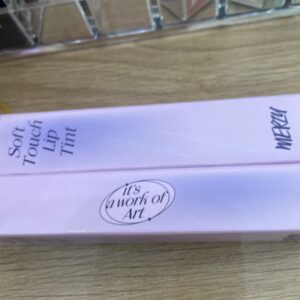 Soft
Touch
Lip
Tint
MERZY
it's
a work of
Art